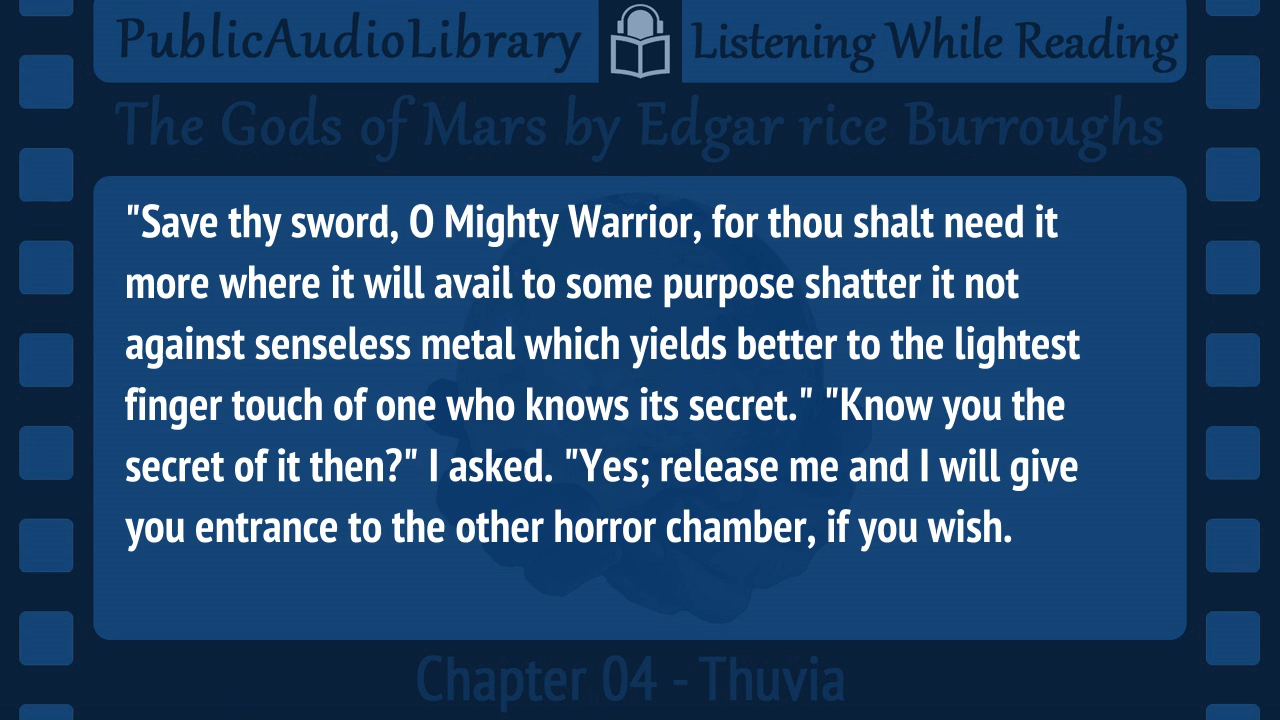 PublicAudioLibrary Listening While Reading
The Gods of Mars by Edgar rice Burroughs
"Save thy sword, O Mighty Warrior, for thou shalt need it
more where it will avail to some purpose shatter it not
against senseless metal which yields better to the lightest
finger touch of one who knows its secret." "Know you the
secret of it then?" I asked. "Yes; release me and I will give
you entrance to the other horror chamber, if you wish.
Chapter 04 - Thuvia